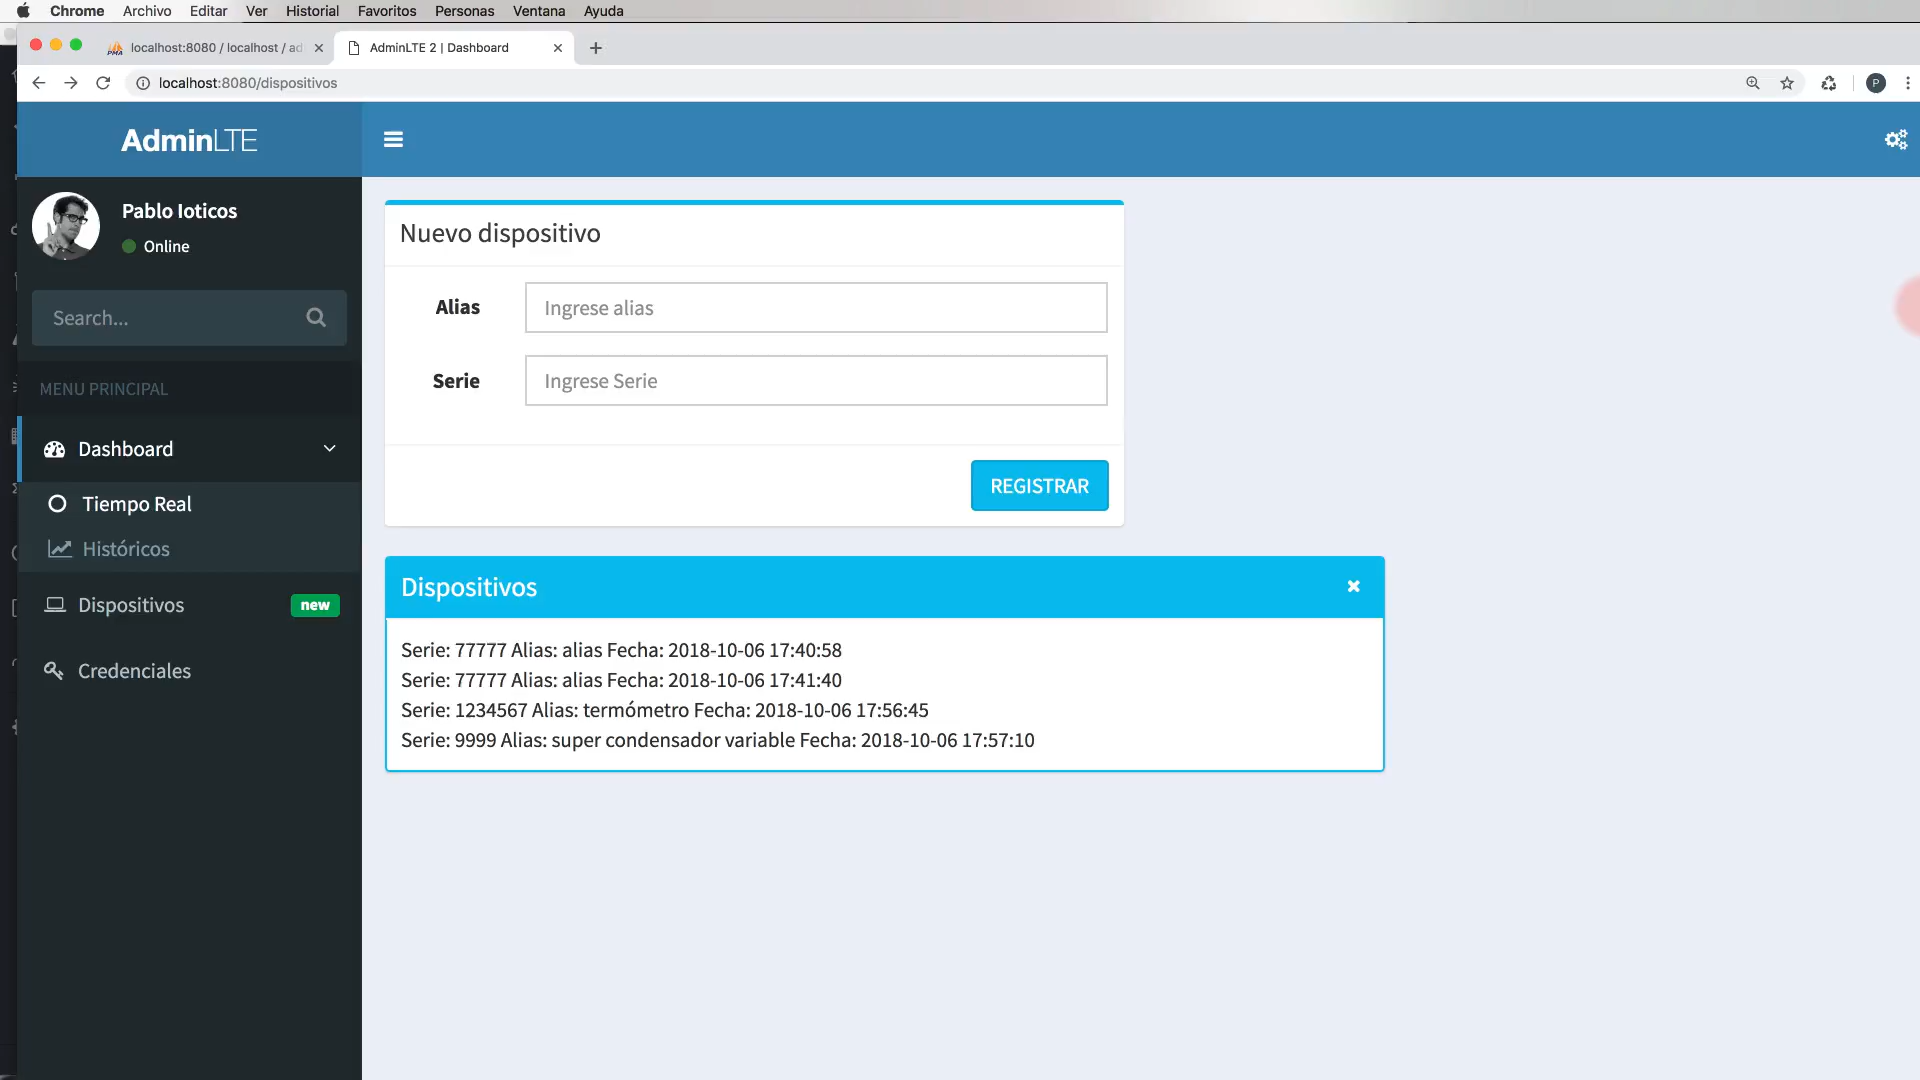 Chrome Archivo Editar Ver Historial Favoritos Personas Ventana Ayuda
PMA localhost:8080 / localhost / ad
AdminLTE 2 | Dashboard
localhost:8080/dispositivos
P
AdminLTE
Pablo Ioticos
Online
Search...
MENU PRINCIPAL
Dashboard
Tiempo Real
Históricos
Dispositivos new
Credenciales
Nuevo dispositivo
Alias Ingrese alias
Serie Ingrese Serie
REGISTRAR
Dispositivos
Serie: 77777 Alias: alias Fecha: 2018-10-06 17:40:58
Serie: 77777 Alias: alias Fecha: 2018-10-06 17:41:40
Serie: 1234567 Alias: termómetro Fecha: 2018-10-06 17:56:45
Serie: 9999 Alias: super condensador variable Fecha: 2018-10-06 17:57:10